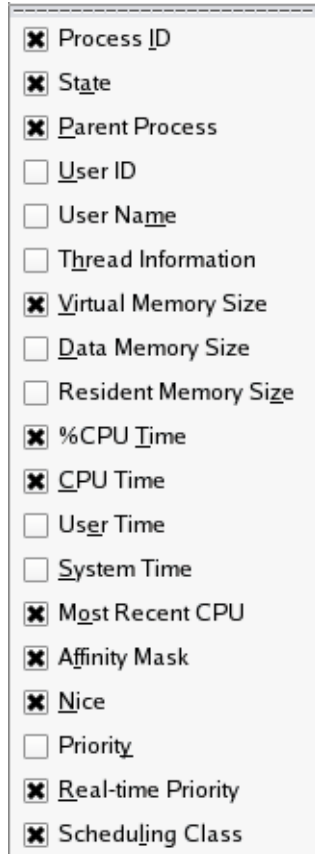 Process ID
State
Parent Process
User ID
User Name
Thread Information
Virtual Memory Size
Data Memory Size
Resident Memory Size
%CPU Time
CPU Time
User Time
System Time
Most Recent CPU
Affinity Mask
Nice
Priority
Real-time Priority
Scheduling Class